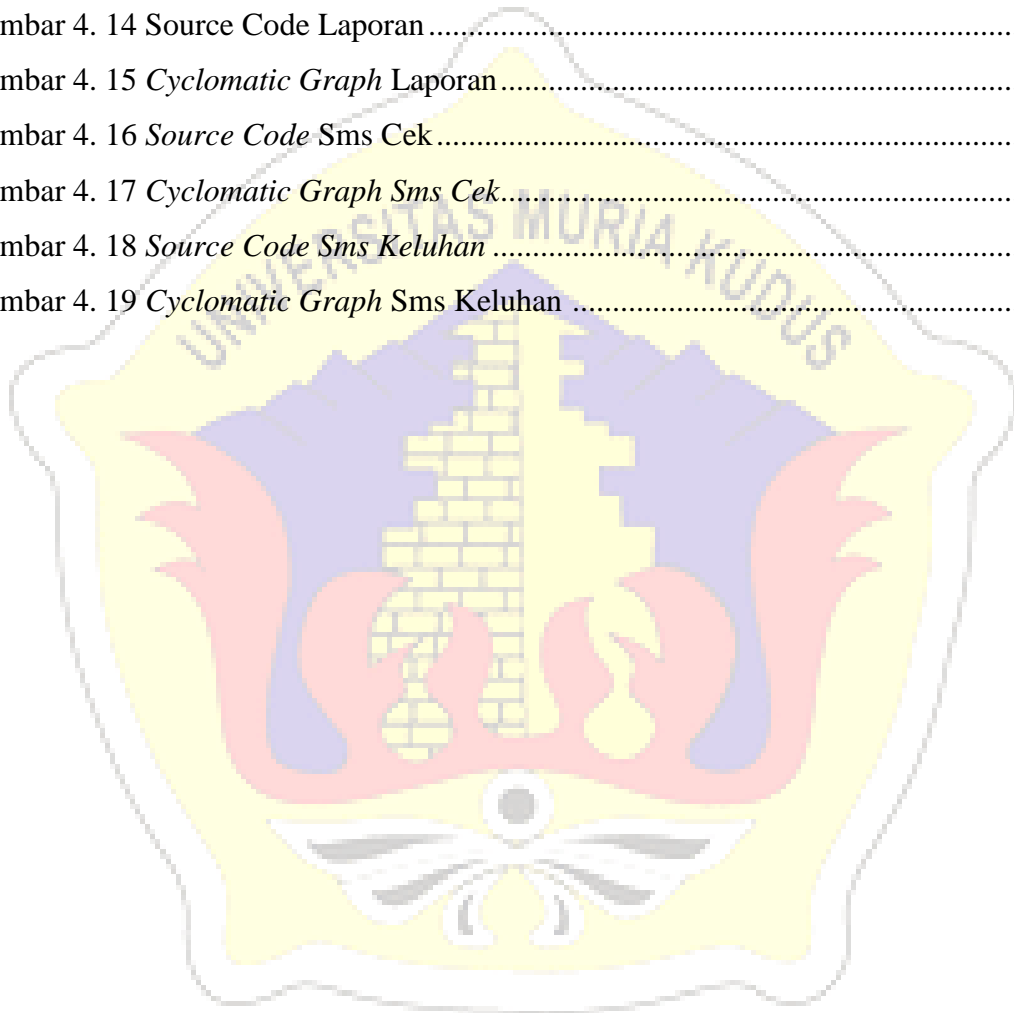 mbar 4. 14 Source Code Laporan................................................................................
mbar 4. 15 Cyclomatic Graph Laporan......................................................................
mbar 4. 16 Source Code Sms Cek..............................................................................
mbar 4. 17 Cyclomatic Graph Sms Cek.....................................................................
mbar 4. 18 Source Code Sms Keluhan ......................................................................
mbar 4. 19 Cyclomatic Graph Sms Keluhan ............................................................
UNIVERSITAS MURIA KUDUS